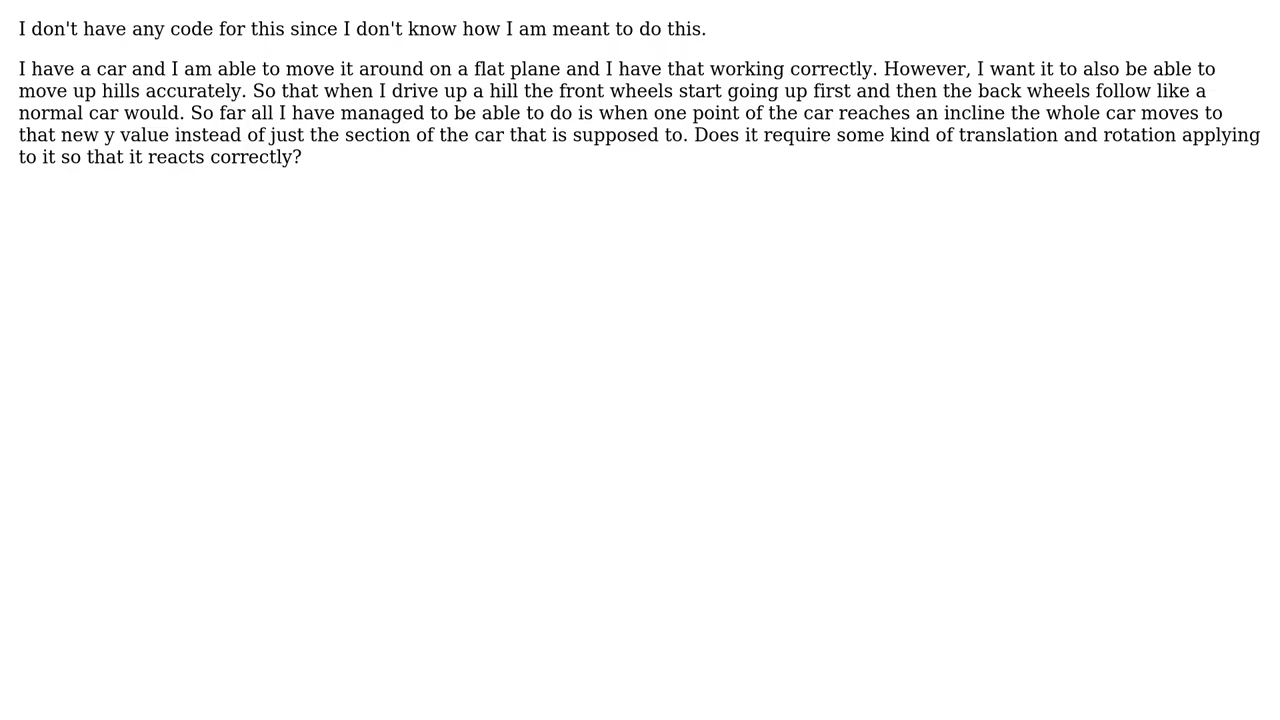 I don't have any code for this since I don't know how I am meant to do this.
I have a car and I am able to move it around on a flat plane and I have that working correctly. However, I want it to also be able to
move up hills accurately. So that when I drive up a hill the front wheels start going up first and then the back wheels follow like a
normal car would. So far all I have managed to be able to do is when one point of the car reaches an incline the whole car moves to
that new y value instead of just the section of the car that is supposed to. Does it require some kind of translation and rotation applying
to it so that it reacts correctly?